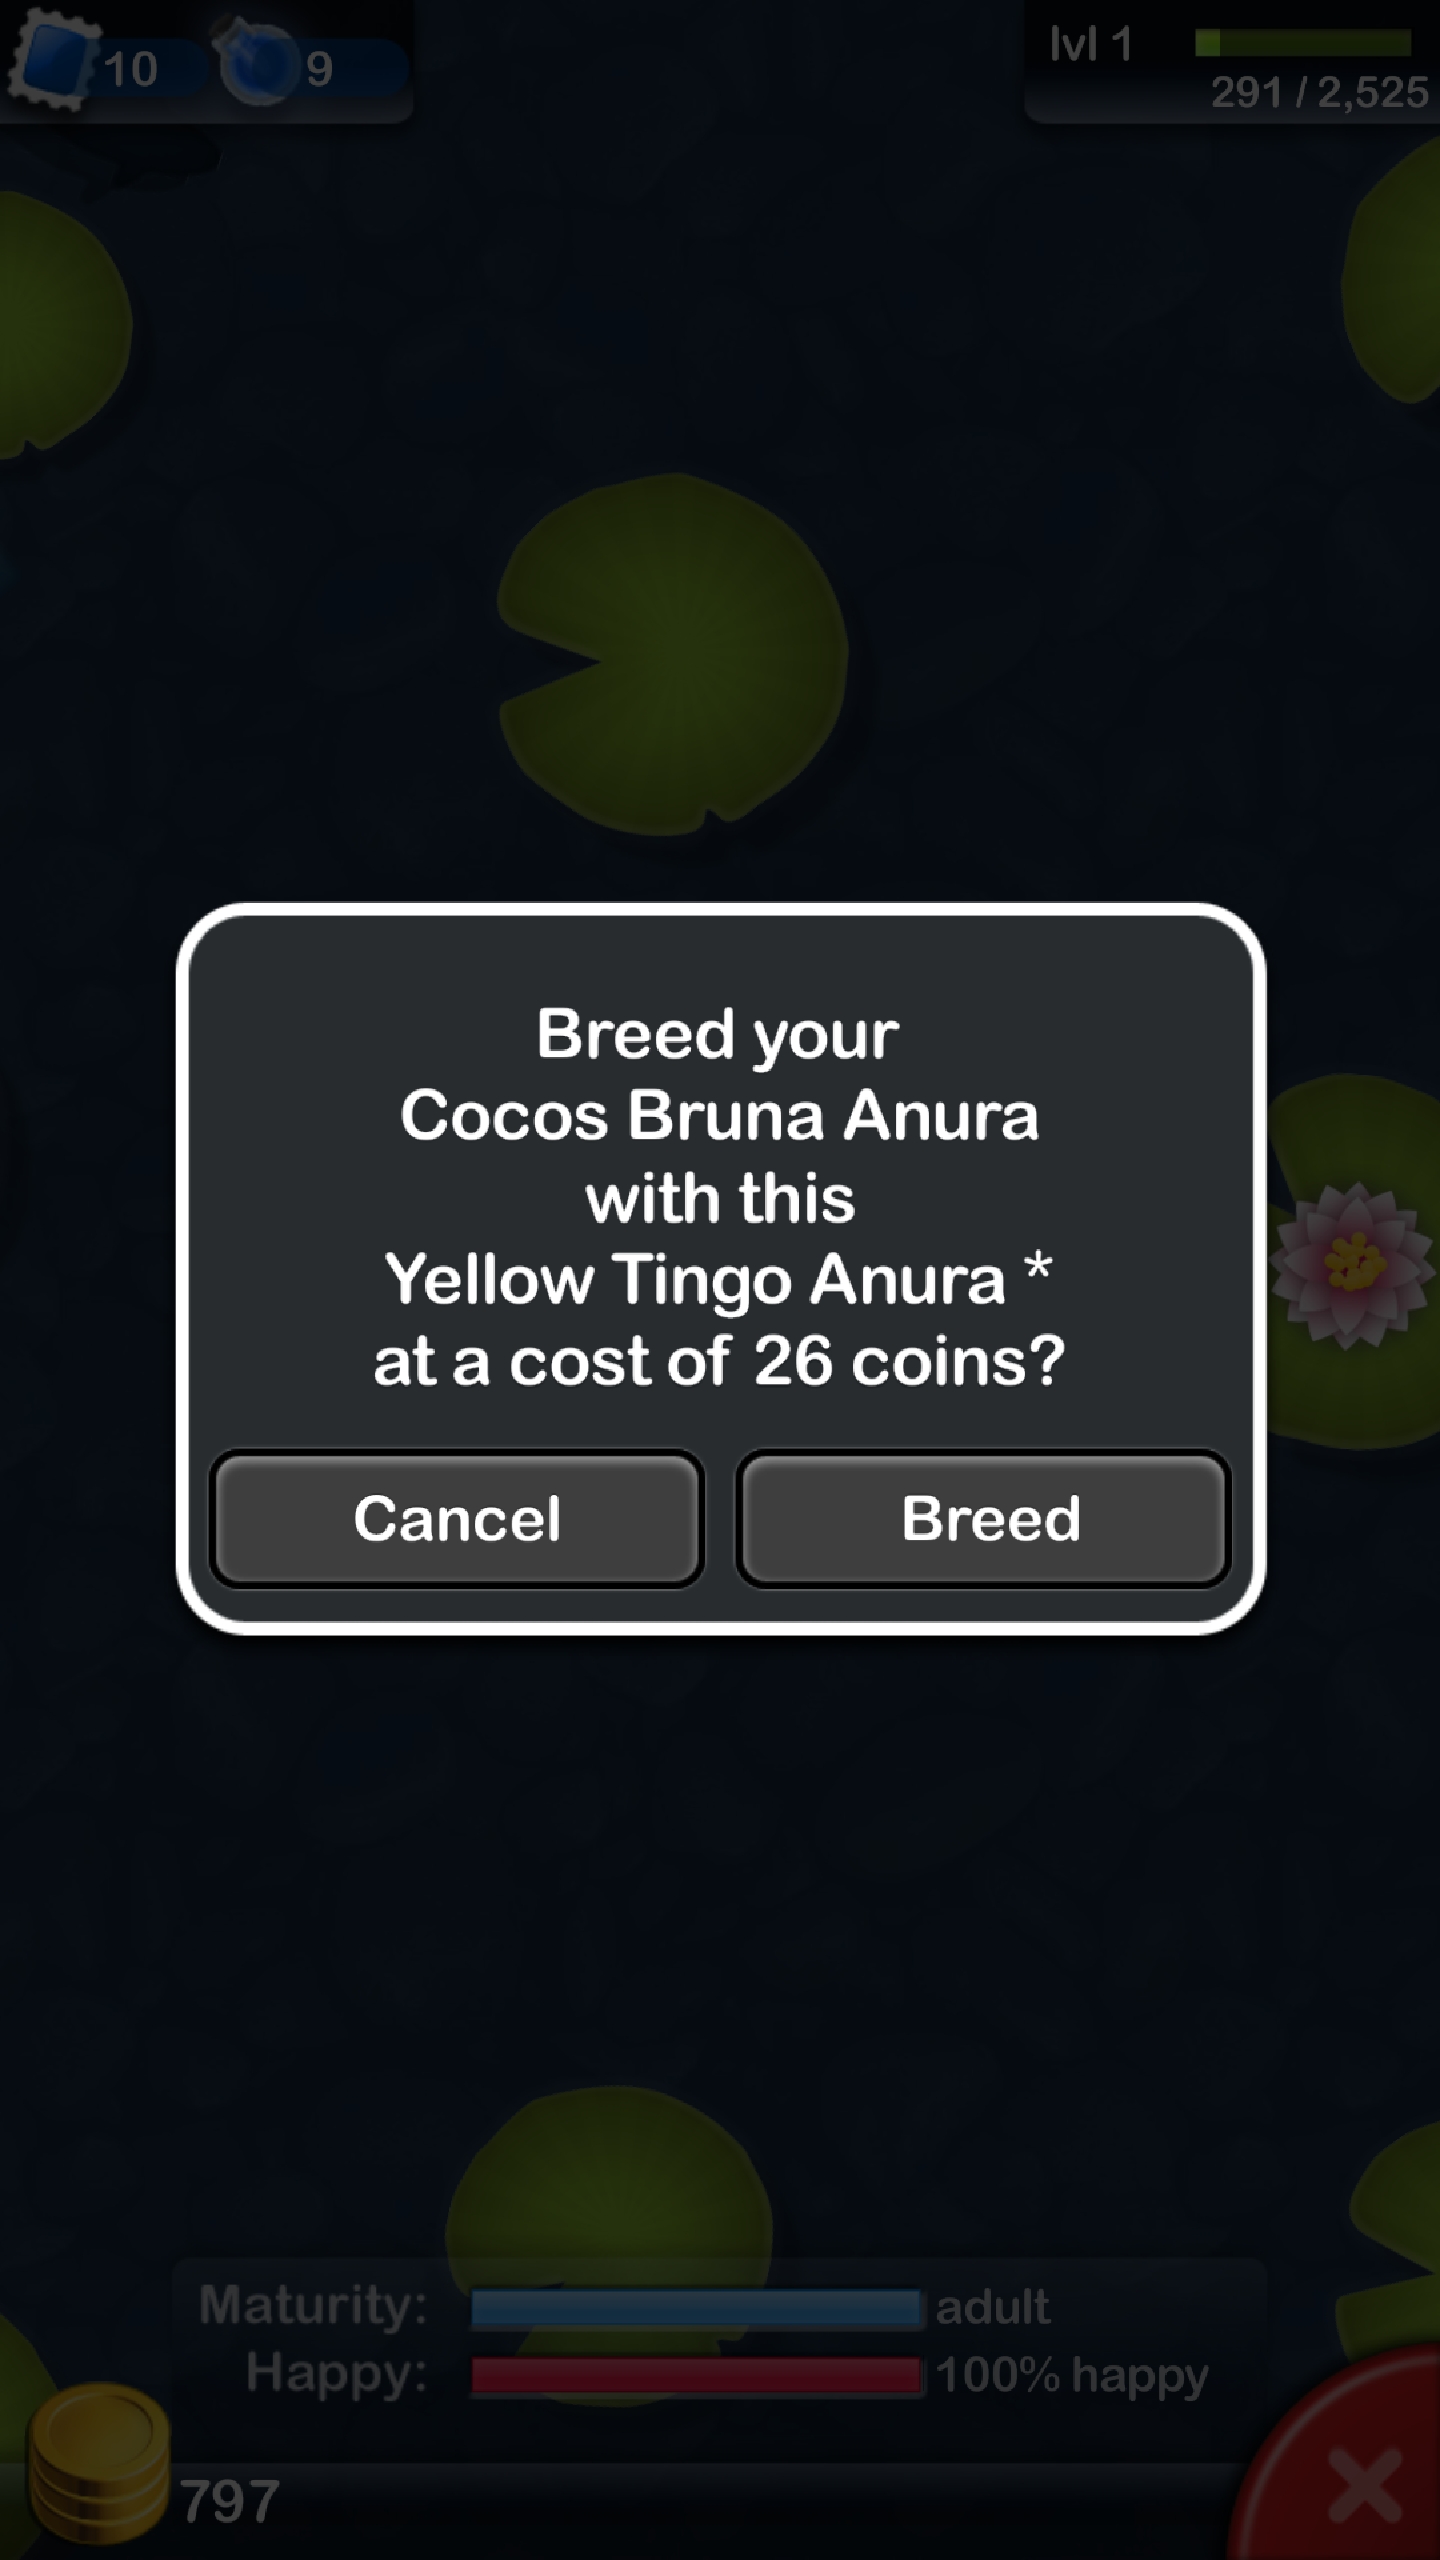 10
9
lvl 1
291 / 2,525
Breed your
Cocos Bruna Anura
with this
Yellow Tingo Anura *
at a cost of 26 coins?
Cancel
Breed
Maturity:
adult
Happy:
100% happy
797